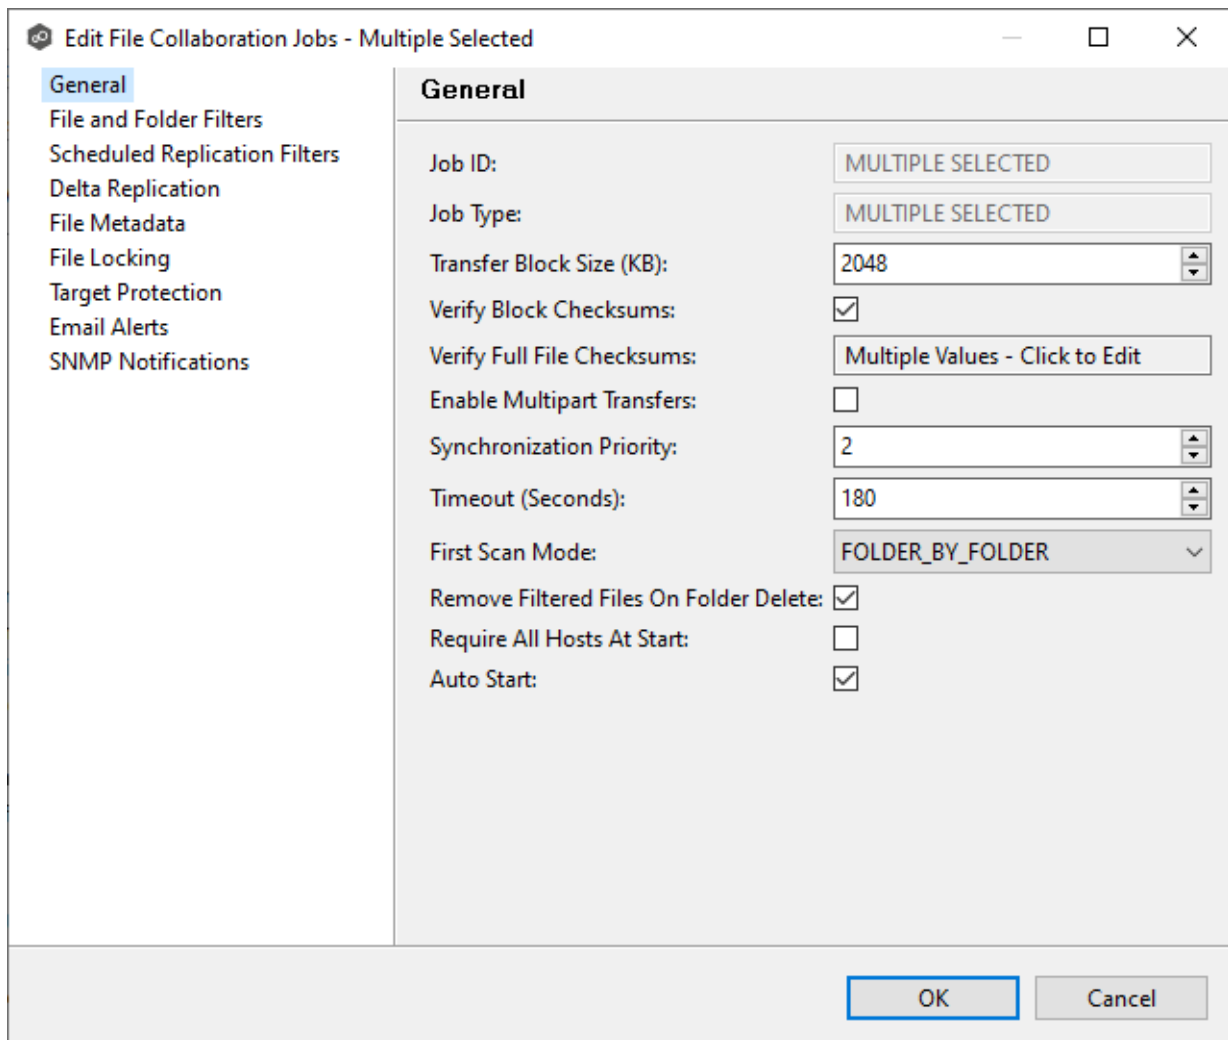 Edit File Collaboration Jobs - Multiple Selected
General
File and Folder Filters
Scheduled Replication Filters
Delta Replication
File Metadata
File Locking
Target Protection
Email Alerts
SNMP Notifications
General
Job ID: MULTIPLE SELECTED
Job Type: MULTIPLE SELECTED
Transfer Block Size (KB): 2048
Verify Block Checksums:
Verify Full File Checksums: Multiple Values - Click to Edit
Enable Multipart Transfers:
Synchronization Priority: 2
Timeout (Seconds): 180
First Scan Mode: FOLDER_BY_FOLDER
Remove Filtered Files On Folder Delete:
Require All Hosts At Start:
Auto Start:
OK Cancel